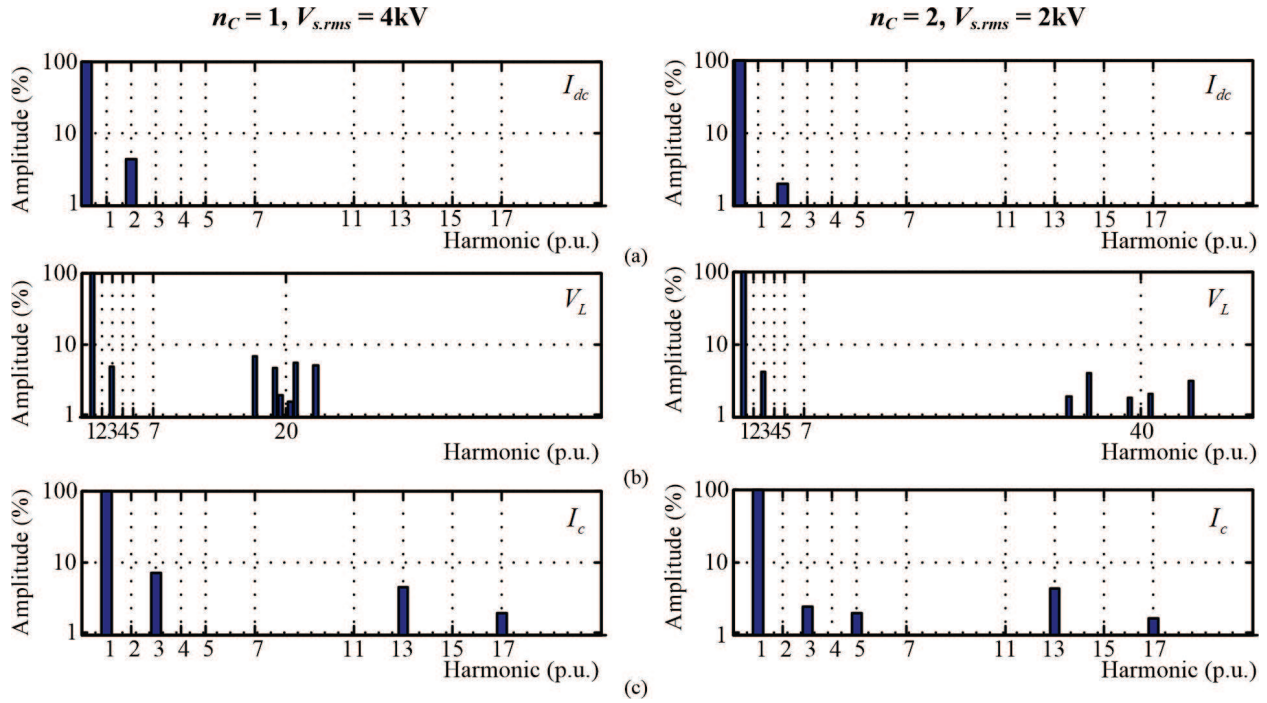 n_C = 1, V_s.rms = 4kV
n_C = 2, V_s.rms = 2kV
Amplitude (%)
100
10
1
I_dc
1 2 3 4 5 7 11 13 15 17
Harmonic (p.u.)
Amplitude (%)
100
10
1
I_dc
1 2 3 4 5 7 11 13 15 17
Harmonic (p.u.)
(a)
Amplitude (%)
100
10
1
V_L
12345 7 20
Harmonic (p.u.)
Amplitude (%)
100
10
1
V_L
12345 7 40
Harmonic (p.u.)
(b)
Amplitude (%)
100
10
1
I_c
1 2 3 4 5 7 11 13 15 17
Harmonic (p.u.)
Amplitude (%)
100
10
1
I_c
1 2 3 4 5 7 11 13 15 17
Harmonic (p.u.)
(c)